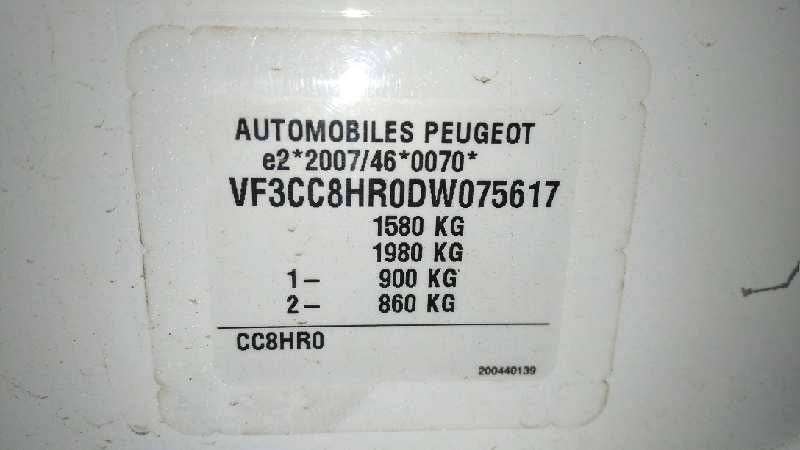 AUTOMOBILES PEUGEOT
e2*2007/46*0070*
VF3CC8HR0DW075617
1580 KG
1980 KG
1- 900 KG
2- 860 KG
CC8HR0
200440139